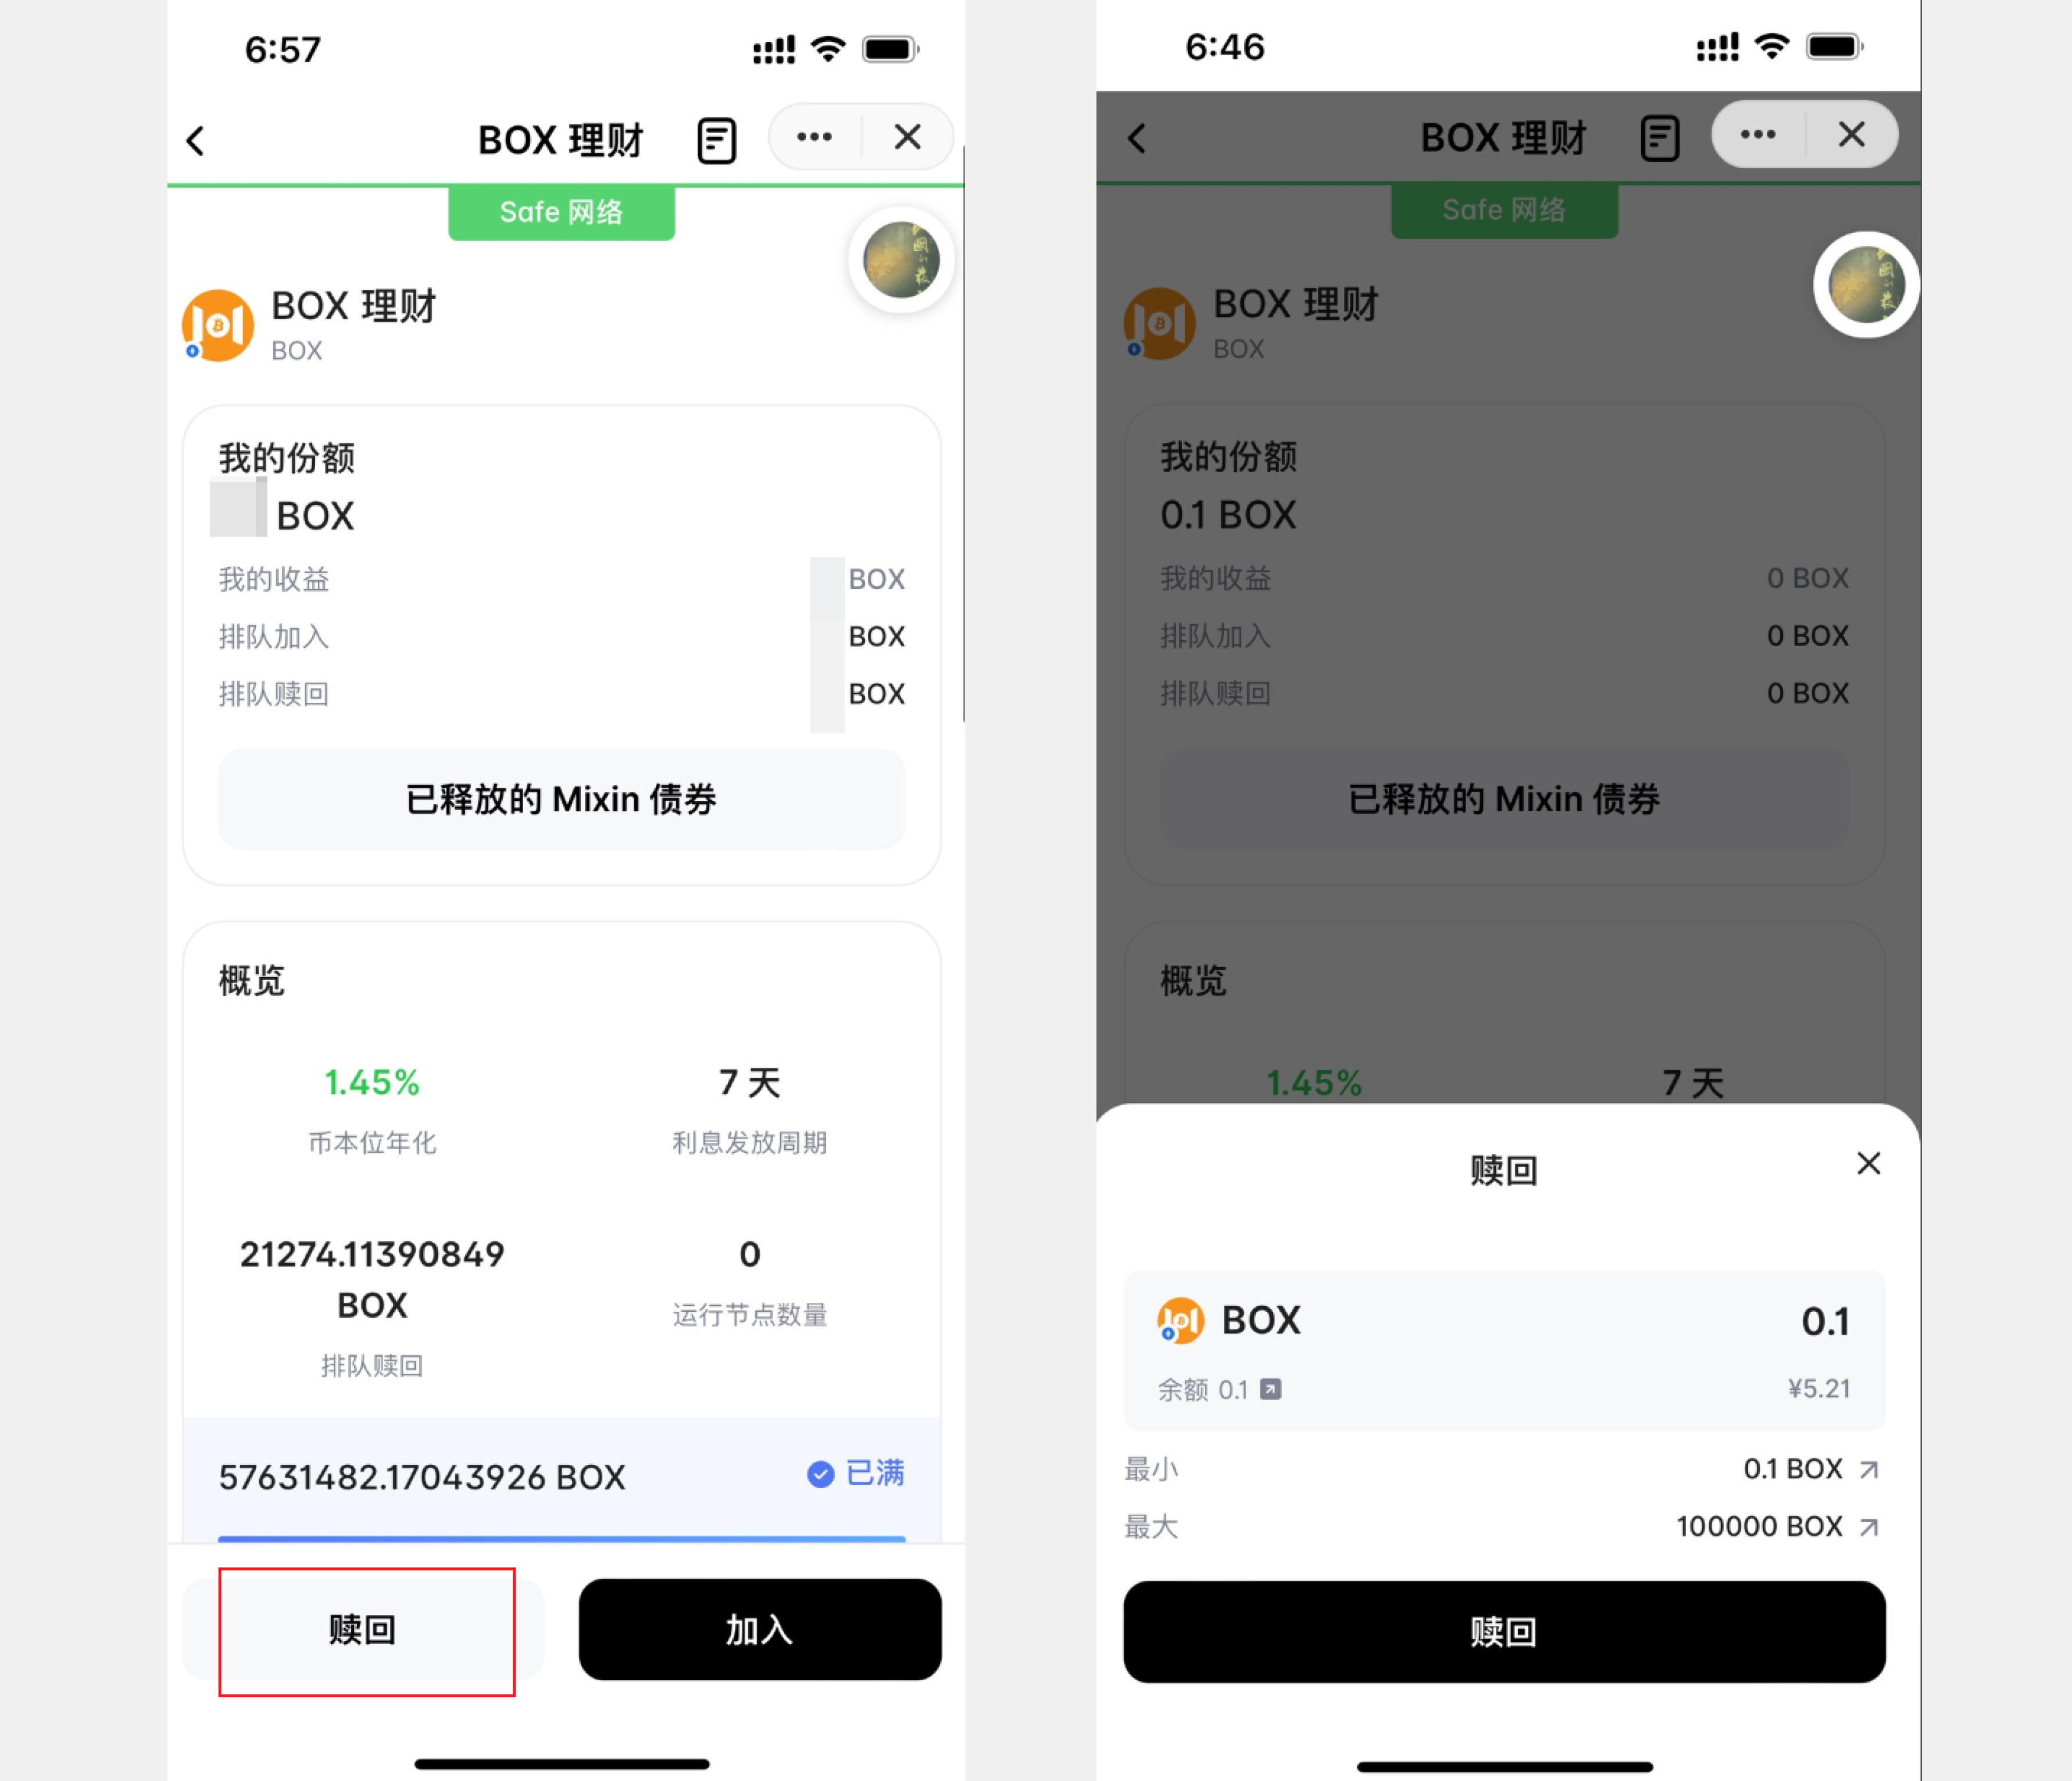 6:57
BOX 理财
Safe 网络
BOX 理财
BOX
我的份额
BOX
我的收益 BOX
排队加入 BOX
排队赎回 BOX
已释放的 Mixin 债券
概览
1.45% 7 天
币本位年化 利息发放周期
21274.11390849 0
BOX
运行节点数量
排队赎回
57631482.17043926 BOX 已满
赎回 加入
6:46
BOX 理财
Safe 网络
BOX 理财
BOX
我的份额
0.1 BOX
我的收益 0 BOX
排队加入 0 BOX
排队赎回 0 BOX
已释放的 Mixin 债券
概览
1.45% 7 天
赎回
BOX 0.1
余额 0.1 ¥5.21
最小 0.1 BOX
最大 100000 BOX
赎回